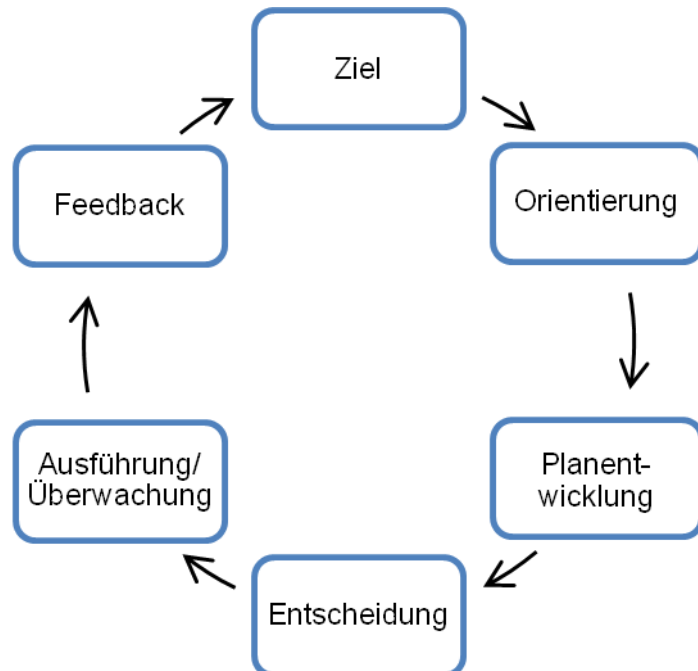 Ziel
Orientierung
Planent-
wicklung
Entscheidung
Ausführung/
Überwachung
Feedback